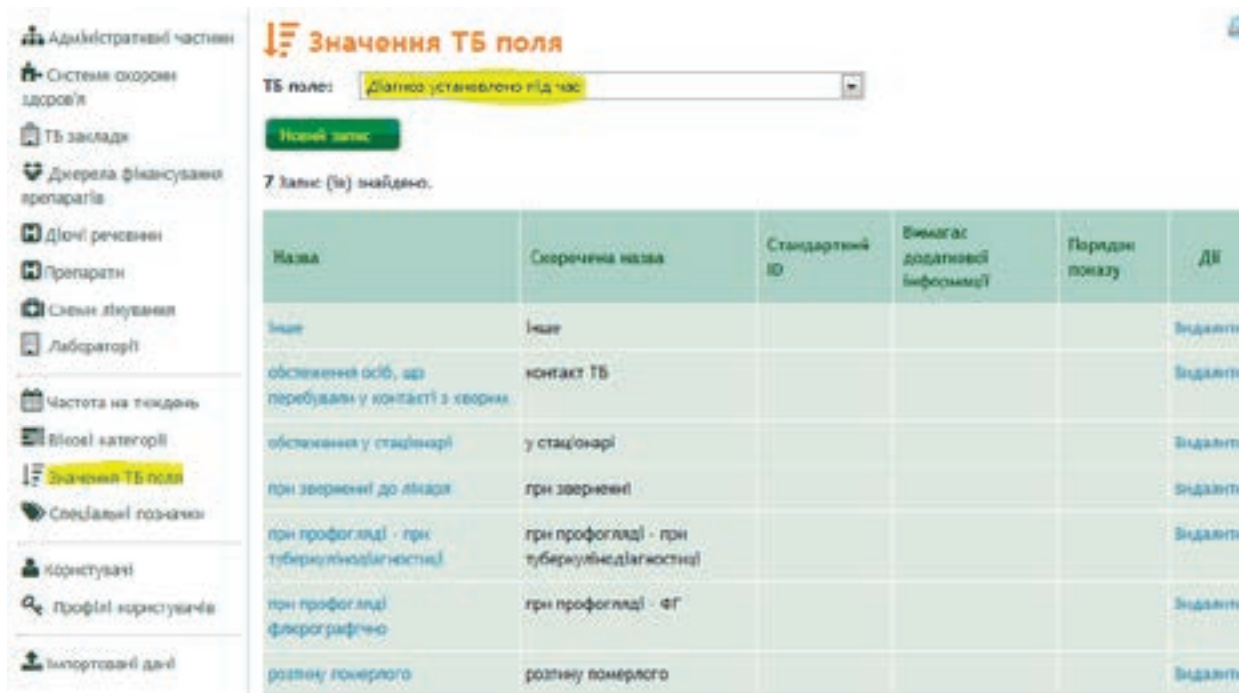 Адміністративні частини
Системи охорони
здоров'я
ТБ заклади
Джерела фінансування
препаратів
Діючі речовини
Препарати
Схеми лікування
Лабораторії
Частота на тиждень
Вікові категорії
Значення ТБ поля
Спеціальні позначки
Користувачі
Профілі користувачів
Імпортовані дані
Значення ТБ поля
ТБ поле: Діагноз установлено під час
Новий запис
7 Запис (ів) знайдено.
Назва
Скорочена назва
Стандартний
ID
Вимагає
додаткової
інформації
Порядок
показу
Дії
Інше
Інше
Видалити
обстеження осіб, що
перебували у контакті з хворим
контакт ТБ
Видалити
обстеження у стаціонарі
у стаціонарі
Видалити
при зверненні до лікаря
при зверненні
Видалити
при профогляді - при
туберкулінодіагностиці
при профогляді - при
туберкулінодіагностиці
Видалити
при профогляді
флюрографічно
при профогляді - ФГ
Видалити
розтину померлого
розтину померлого
Видалити